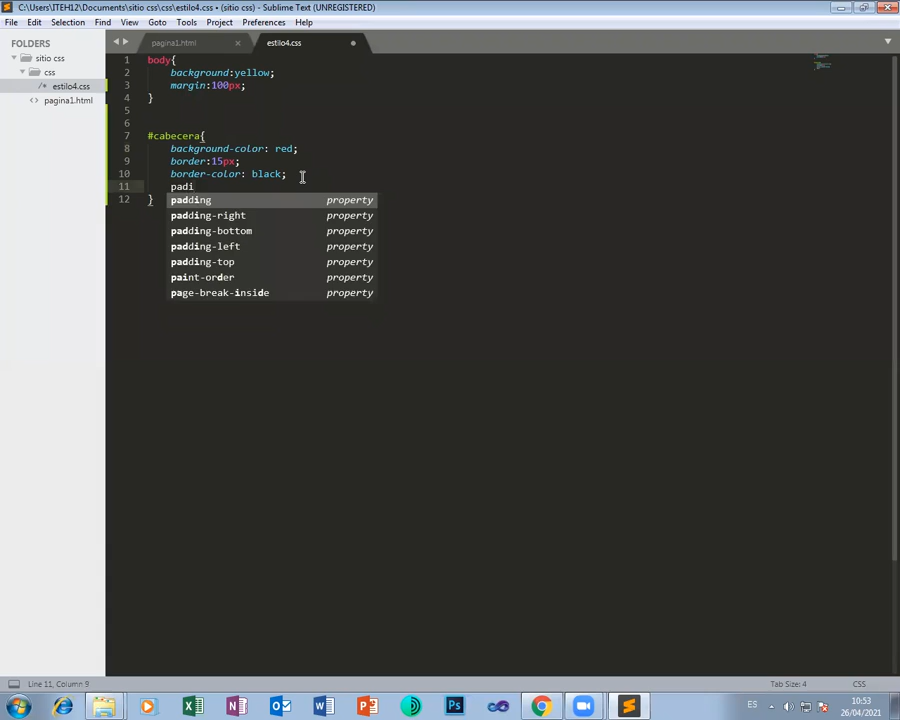 C:\Users\ITEH12\Documents\sitio css\css\estilo4.css • (sitio css) - Sublime Text (UNREGISTERED)
File Edit Selection Find View Goto Tools Project Preferences Help
FOLDERS
sitio css
css
/* estilo4.css
<> pagina1.html
pagina1.html × estilo4.css
1 body{
2 background:yellow;
3 margin:100px;
4 }
5
6
7 #cabecera{
8 background-color: red;
9 border:15px;
10 border-color: black;
11 padi
12 }
padding property
padding-right property
padding-bottom property
padding-left property
padding-top property
paint-order property
page-break-inside property
Line 11, Column 9 Tab Size: 4 CSS
ES 10:53
26/04/2021